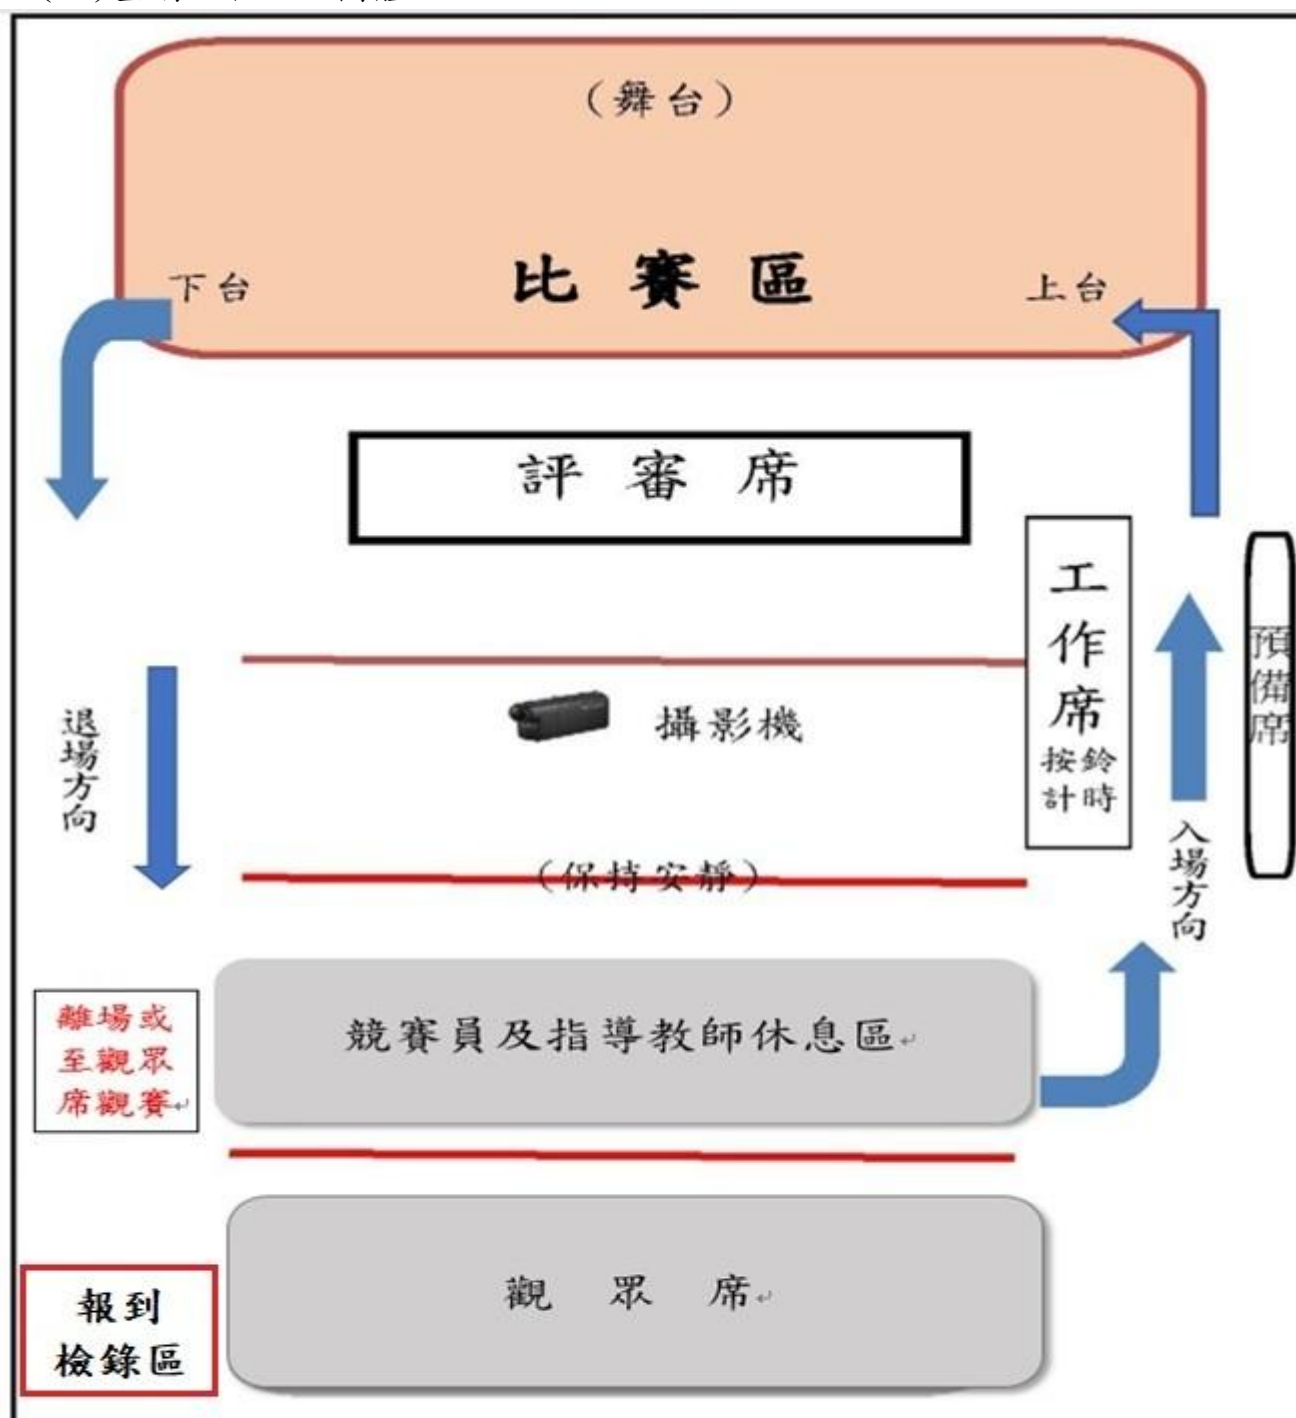 (舞台)
比賽區
下台
上台
評審席
工作席
按鈴
計時
預備席
攝影機
退場方向
入場方向
(保持安靜)
離場或
至觀眾
席觀賽
競賽員及指導教師休息區
觀眾席
報到
檢錄區